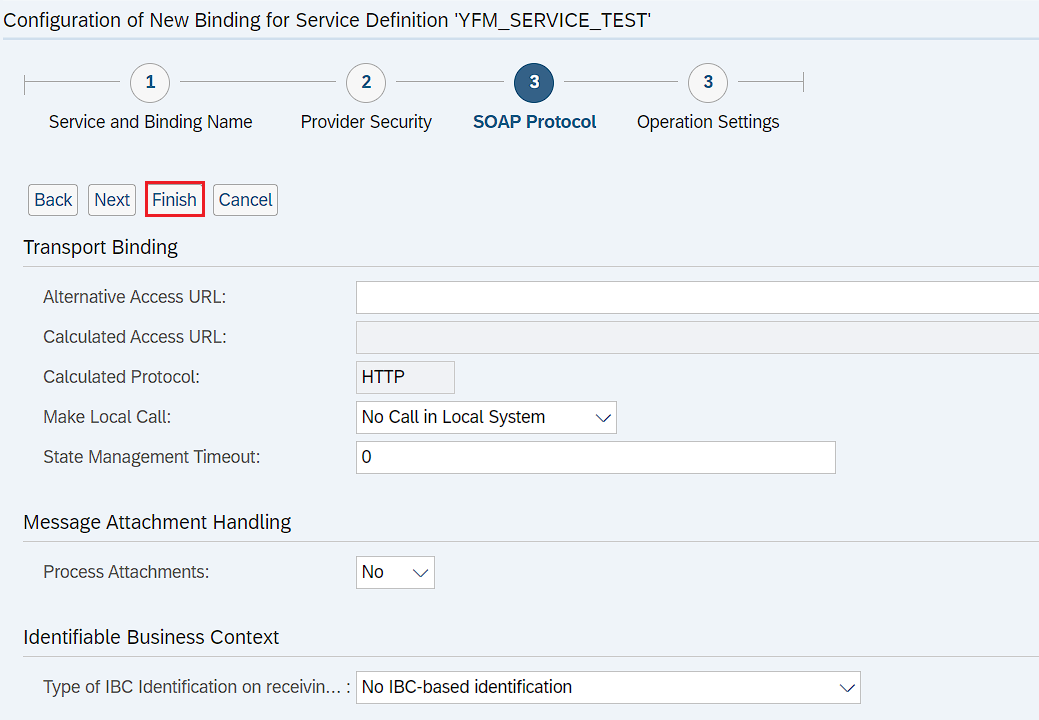 Configuration of New Binding for Service Definition 'YFM_SERVICE_TEST'
1 2 3 3
Service and Binding Name Provider Security SOAP Protocol Operation Settings
Back Next Finish Cancel
Transport Binding
Alternative Access URL:
Calculated Access URL:
Calculated Protocol: HTTP
Make Local Call: No Call in Local System
State Management Timeout: 0
Message Attachment Handling
Process Attachments: No
Identifiable Business Context
Type of IBC Identification on receivin... : No IBC-based identification